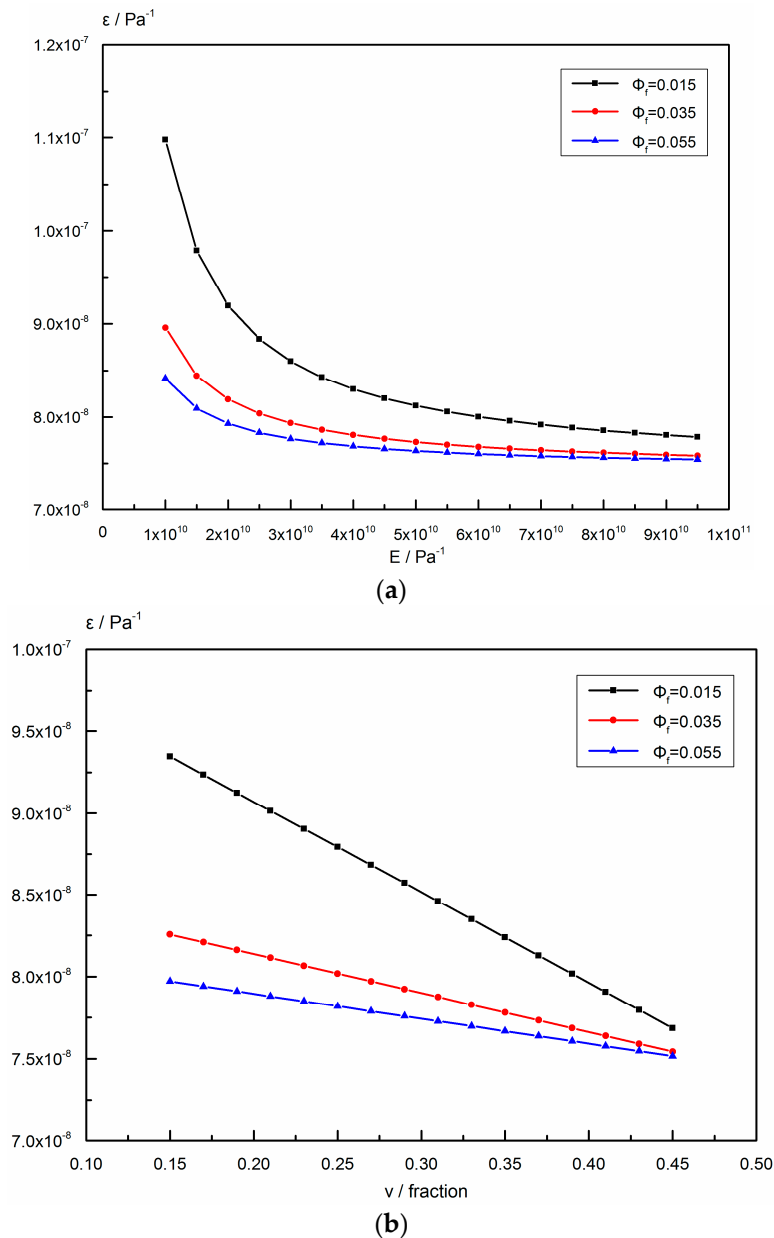 ε / Pa⁻¹
1.2x10⁻⁷
1.1x10⁻⁷
1.0x10⁻⁷
9.0x10⁻⁸
8.0x10⁻⁸
7.0x10⁻⁸
Φf=0.015
Φf=0.035
Φf=0.055
0 1x10¹⁰ 2x10¹⁰ 3x10¹⁰ 4x10¹⁰ 5x10¹⁰ 6x10¹⁰ 7x10¹⁰ 8x10¹⁰ 9x10¹⁰ 1x10¹¹
E / Pa⁻¹
(a)
ε / Pa⁻¹
1.0x10⁻⁷
9.5x10⁻⁸
9.0x10⁻⁸
8.5x10⁻⁸
8.0x10⁻⁸
7.5x10⁻⁸
7.0x10⁻⁸
Φf=0.015
Φf=0.035
Φf=0.055
0.10 0.15 0.20 0.25 0.30 0.35 0.40 0.45 0.50
v / fraction
(b)